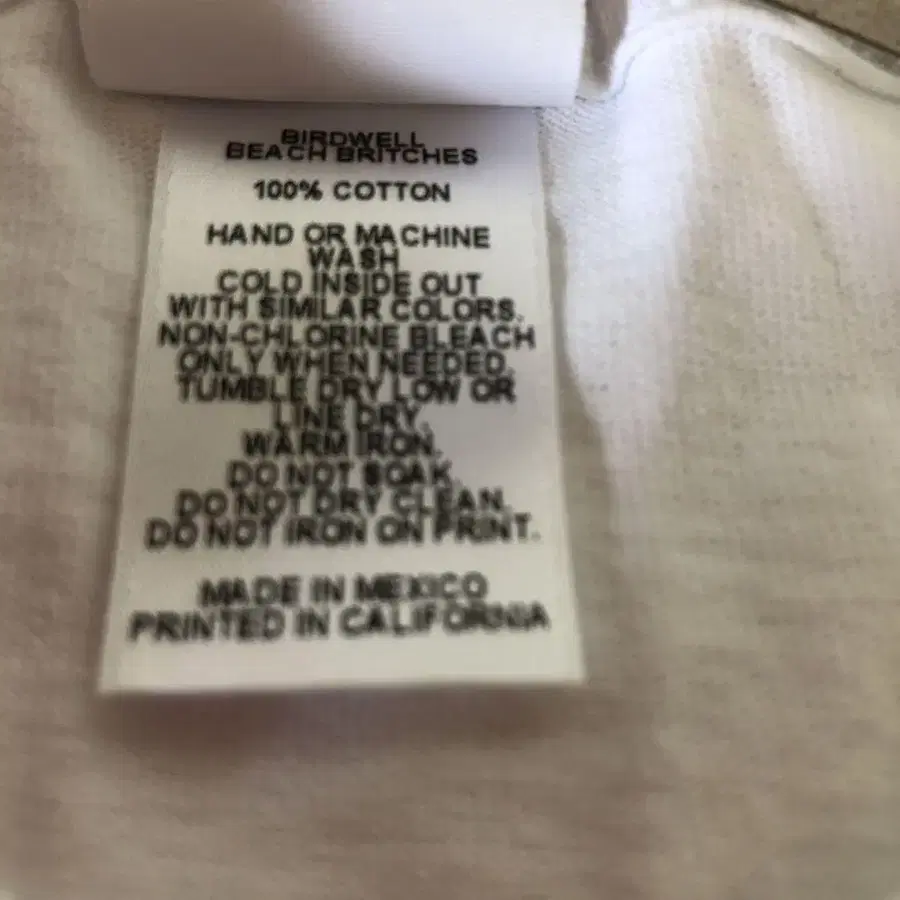 BIRDWELL
BEACH BRITCHES
100% COTTON
HAND OR MACHINE
WASH
COLD INSIDE OUT
WITH SIMILAR COLORS.
NON-CHLORINE BLEACH
ONLY WHEN NEEDED.
TUMBLE DRY LOW OR
LINE DRY.
WARM IRON.
DO NOT SOAK.
DO NOT DRY CLEAN.
DO NOT IRON ON PRINT.
MADE IN MEXICO
PRINTED IN CALIFORNIA